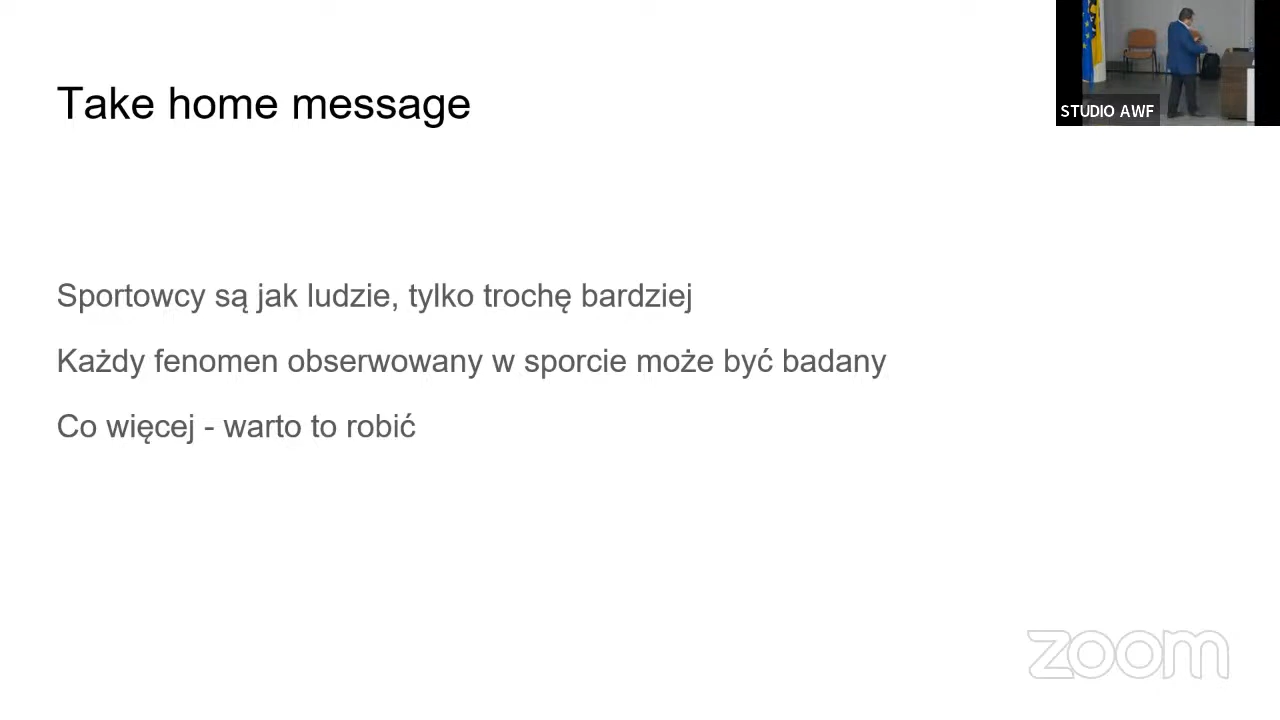 Take home message
STUDIO AWF
Sportowcy są jak ludzie, tylko trochę bardziej
Każdy fenomen obserwowany w sporcie może być badany
Co więcej - warto to robić
zoom